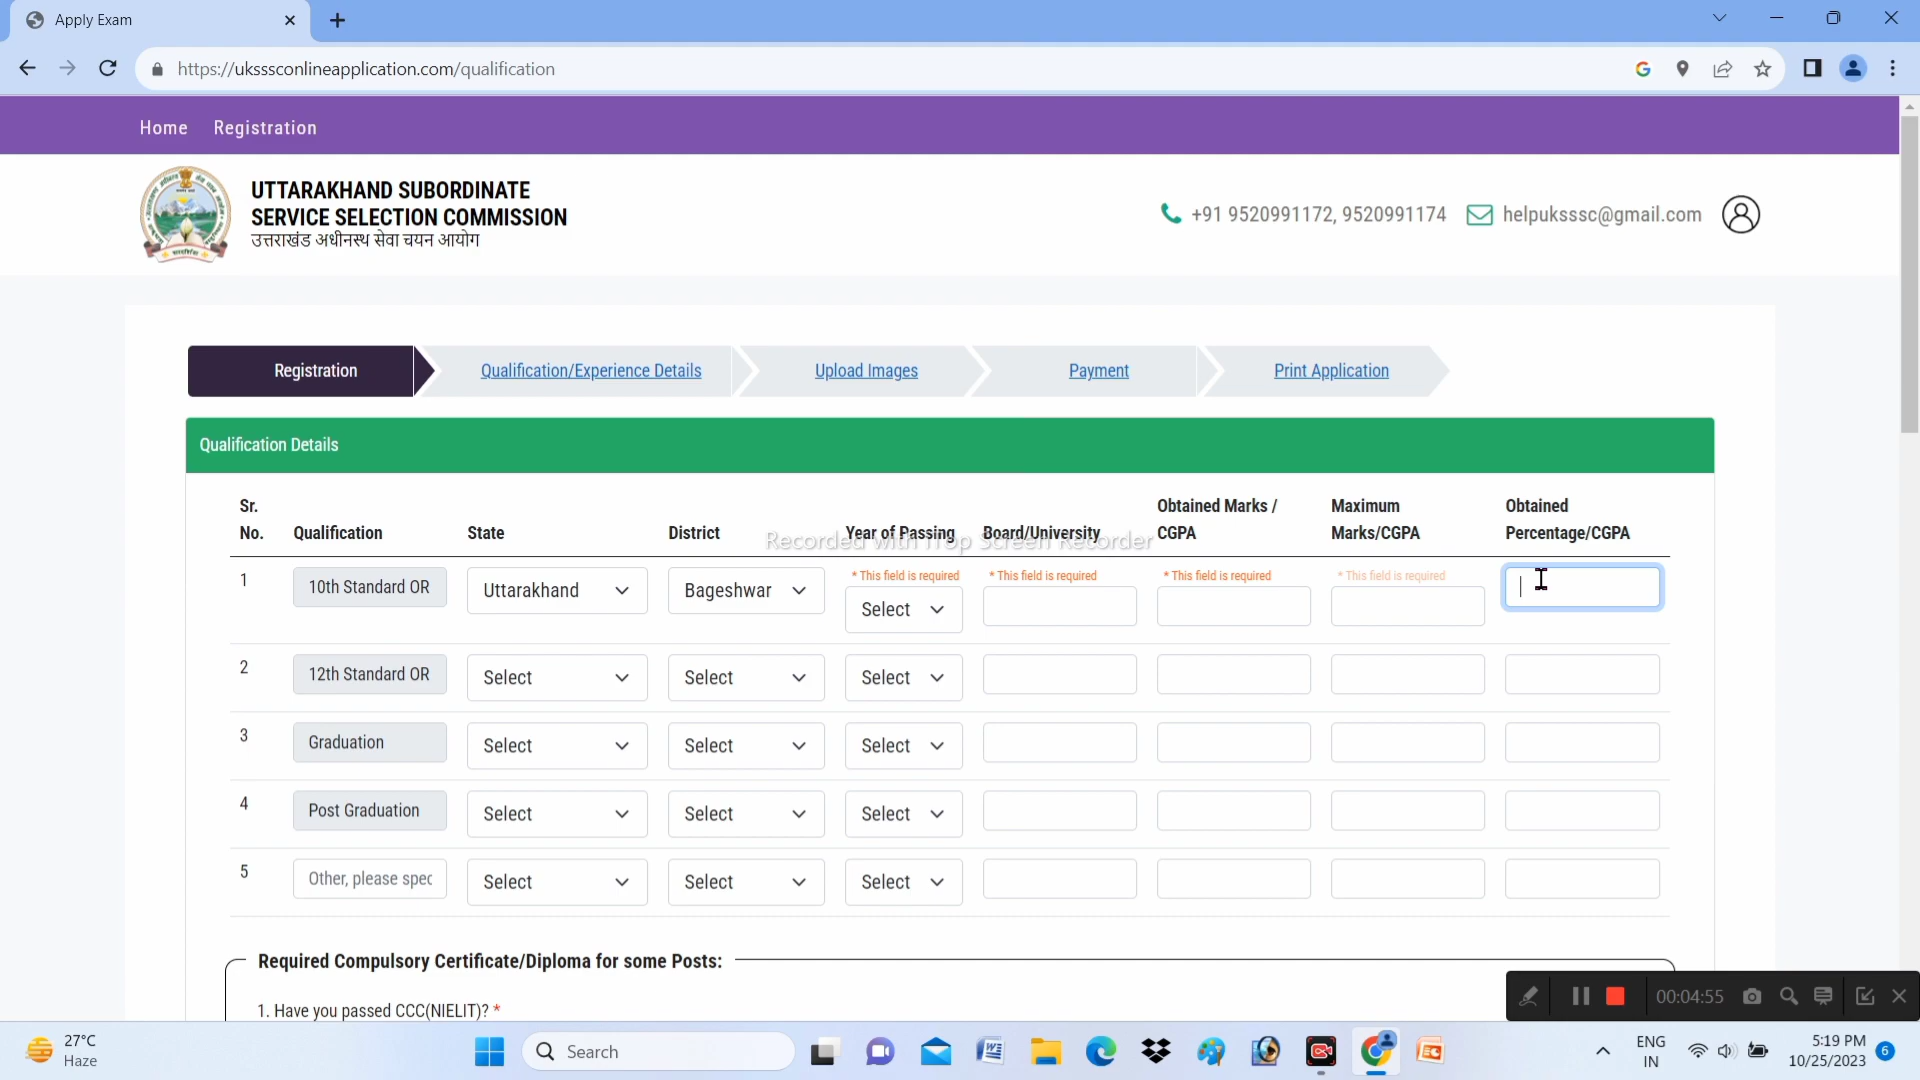 Apply Exam
https://uksssconlineapplication.com/qualification
Home Registration
UTTARAKHAND SUBORDINATE
SERVICE SELECTION COMMISSION
उत्तराखंड अधीनस्थ सेवा चयन आयोग
+91 9520991172, 9520991174 helpuksssc@gmail.com
Registration Qualification/Experience Details Upload Images Payment Print Application
Qualification Details
Sr. No. Qualification State District Year of Passing Board/University Obtained Marks / CGPA Maximum Marks/CGPA Obtained Percentage/CGPA
Recorded with iTop Screen Recorder
* This field is required * This field is required * This field is required * This field is required
1 10th Standard OR Uttarakhand Bageshwar Select
2 12th Standard OR Select Select Select
3 Graduation Select Select Select
4 Post Graduation Select Select Select
5 Other, please spec Select Select Select
Required Compulsory Certificate/Diploma for some Posts:
1. Have you passed CCC(NIELIT)? *
00:04:55
27°C
Haze
Search
ENG
IN
5:19 PM
10/25/2023
6